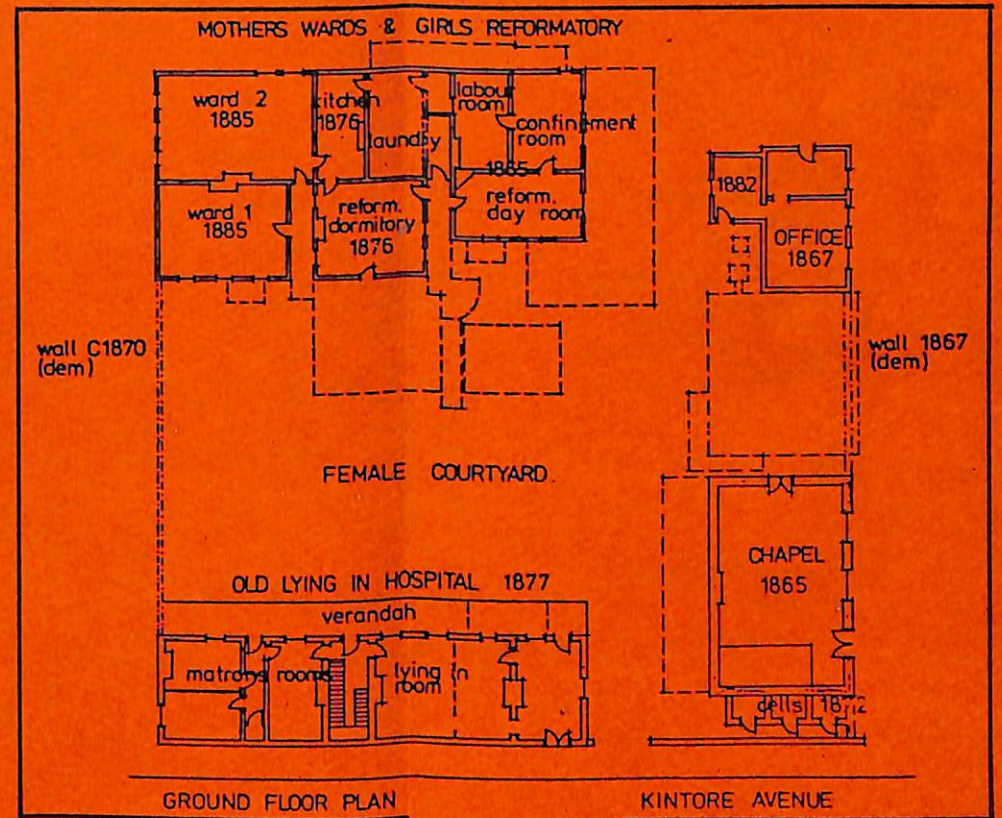 MOTHERS WARDS & GIRLS REFORMATORY
ward 2
1885
kitchen
1876
laundry
labour
room
confinement
room
1865
ward 1
1885
reform.
dormitory
1876
reform.
day room
1882
OFFICE
1867
wall C1870
(dem)
wall 1867
(dem)
FEMALE COURTYARD.
CHAPEL
1865
OLD LYING IN HOSPITAL 1877
verandah
matrons rooms
lying in
room
cells
GROUND FLOOR PLAN
KINTORE AVENUE